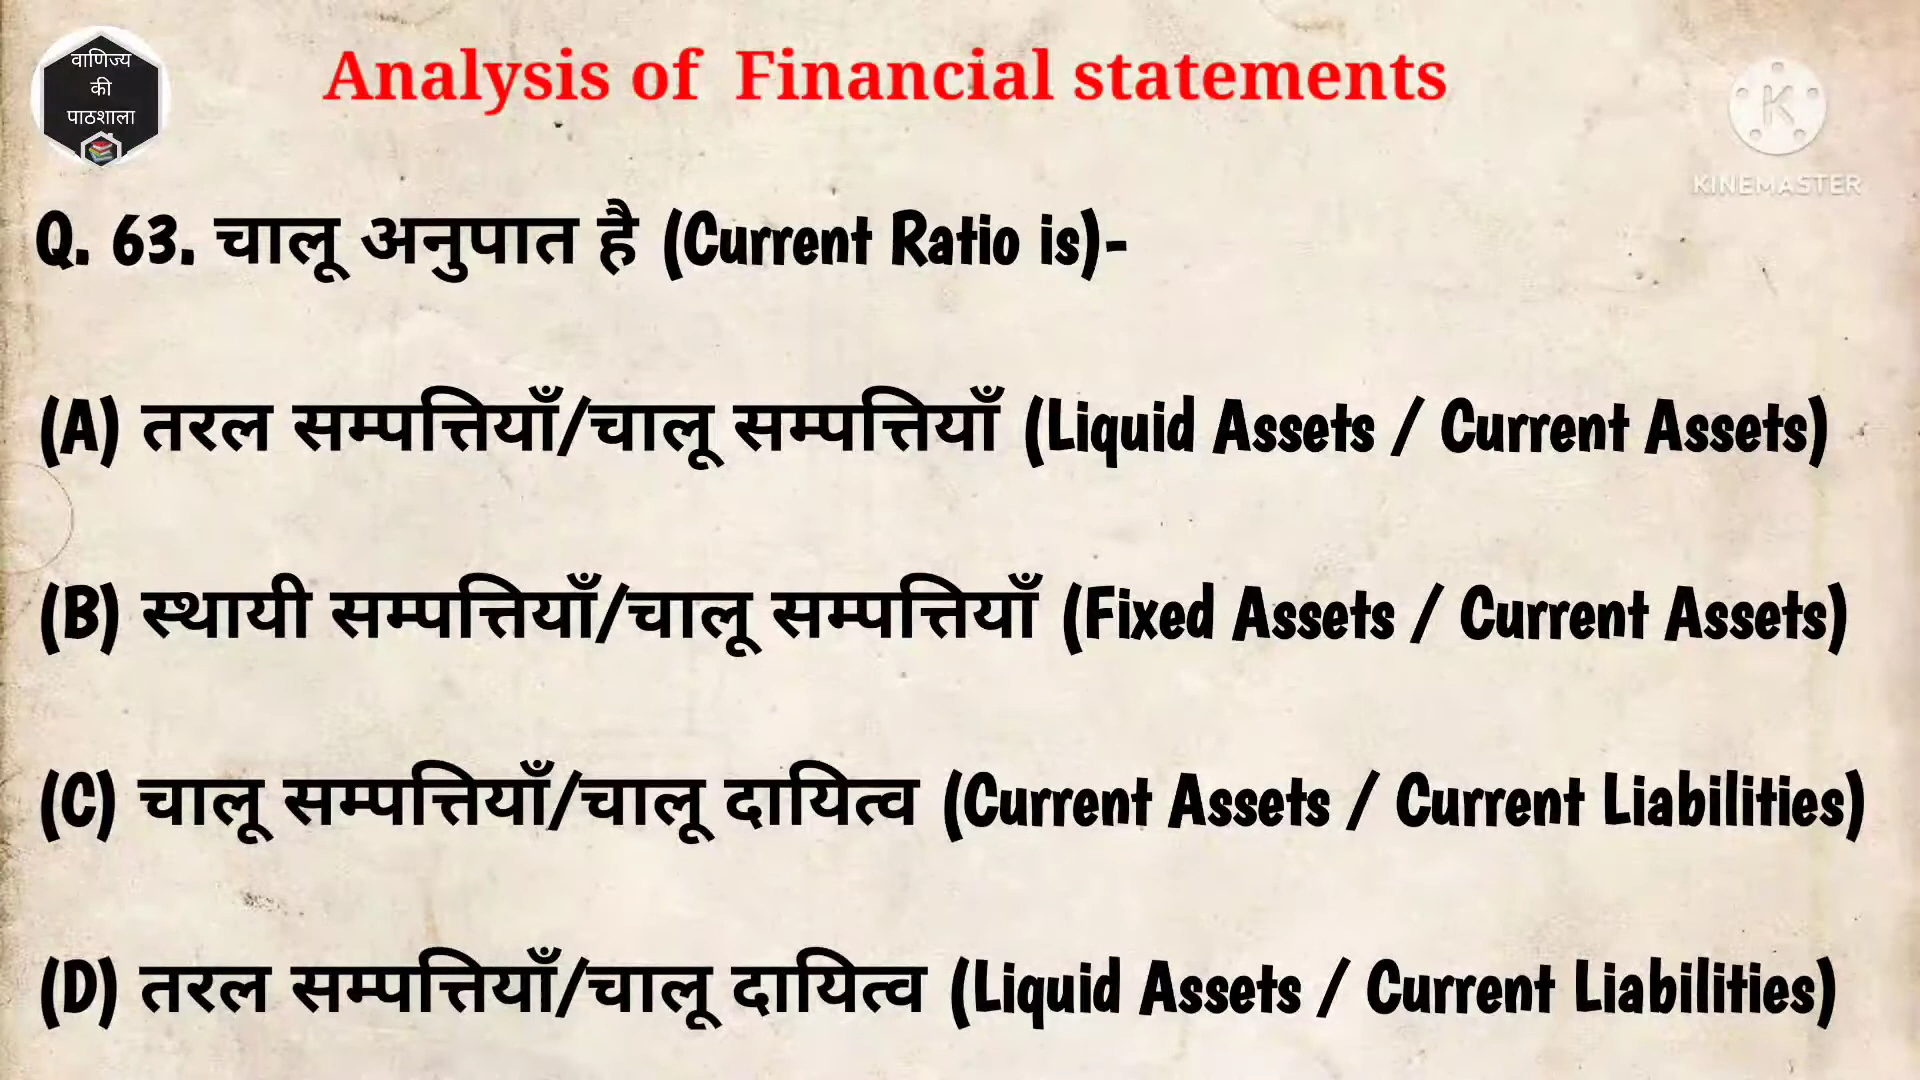 वाणिज्य
की
पाठशाला
Analysis of Financial statements
KINEMASTER
Q. 63. चालू अनुपात है (Current Ratio is)-
(A) तरल सम्पत्तियाँ/चालू सम्पत्तियाँ (Liquid Assets / Current Assets)
(B) स्थायी सम्पत्तियाँ/चालू सम्पत्तियाँ (Fixed Assets / Current Assets)
(C) चालू सम्पत्तियाँ/चालू दायित्व (Current Assets / Current Liabilities)
(D) तरल सम्पत्तियाँ/चालू दायित्व (Liquid Assets / Current Liabilities)